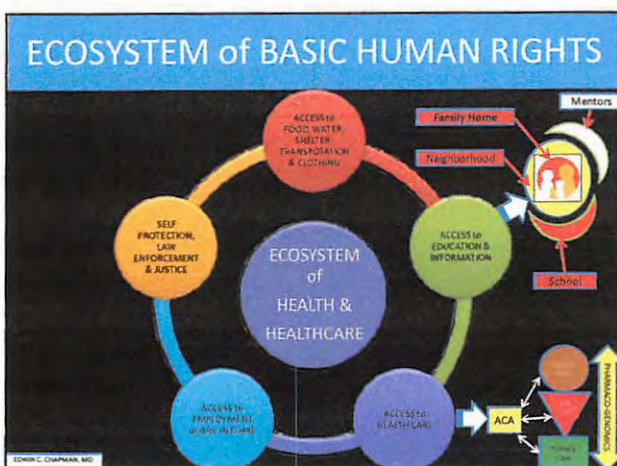 ECOSYSTEM of BASIC HUMAN RIGHTS
Mentors
Family Home
Neighborhood
School
ACCESS to
FOOD, WATER,
SHELTER
TRANSPOTATION
& CLOTHING
SELF
PROTECTION,
LAW
ENFORCEMENT
& JUSTICE
ACCESS to
EDUCATION &
INFORMATION
ECOSYSTEM
of
HEALTH &
HEALTHCARE
ACCESS to
EMPLOYMENT
ACCESS to
HEALTHCARE
ACA
Primary
Care
PHARMACO-GENOMICS
EDWIN C. CHAPMAN, MD